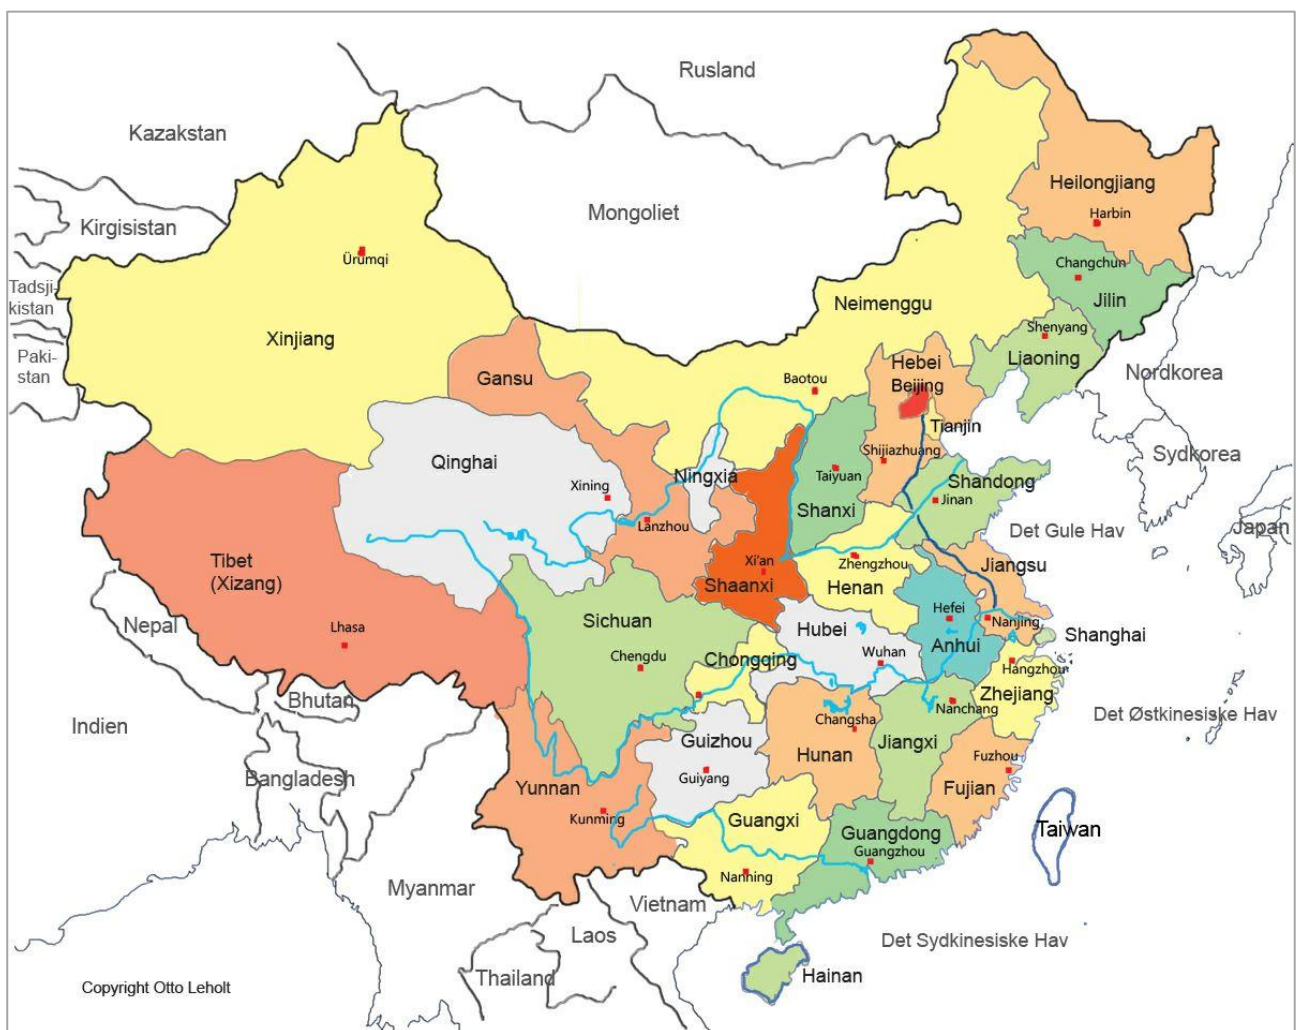 Rusland
Kazakstan
Mongoliet
Kirgisistan
Heilongjiang
Harbin
Ürumqi
Changchun
Tadsji-
kistan
Neimenggu
Jilin
Xinjiang
Shenyang
Liaoning
Paki-
stan
Gansu
Baotou
Hebei
Beijing
Nordkorea
Tianjin
Qinghai
Shijiazhuang
Sydkorea
Ningxia
Taiyuan
Shandong
Xining
Jinan
Shanxi
Lanzhou
Det Gule Hav
Japan
Tibet
(Xizang)
Xi'an
Zhengzhou
Jiangsu
Shaanxi
Henan
Hefei
Nepal
Lhasa
Sichuan
Hubei
Nanjing
Shanghai
Anhui
Wuhan
Chengdu
Chongqing
Hangzhou
Zhejiang
Bhutan
Nanchang
Indien
Changsha
Det Østkinesiske Hav
Guizhou
Jiangxi
Hunan
Fuzhou
Bangladesh
Guiyang
Yunnan
Fujian
Kunming
Guangxi
Guangdong
Taiwan
Guangzhou
Nanning
Myanmar
Vietnam
Laos
Det Sydkinesiske Hav
Thailand
Hainan
Copyright Otto Leholt